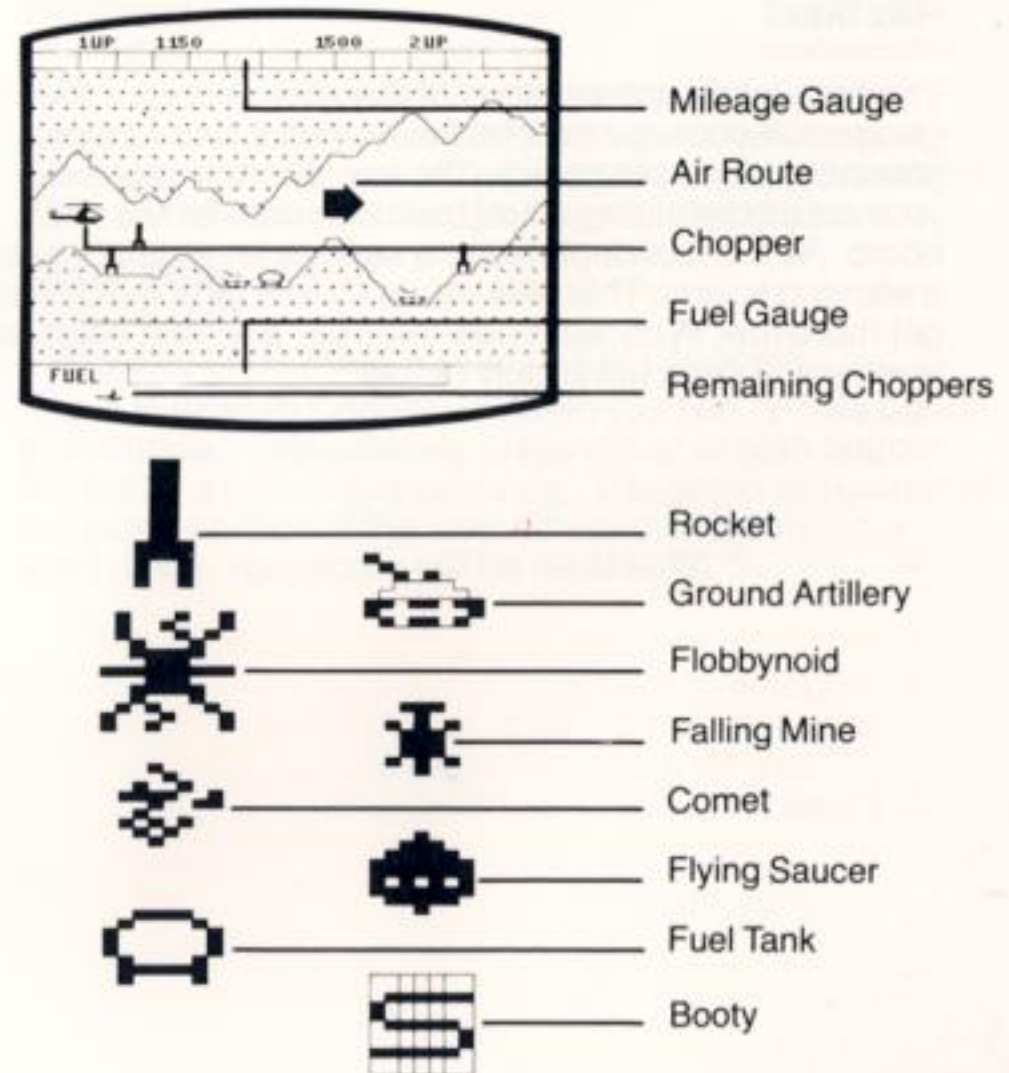 1UP 1150 1500 2UP
Mileage Gauge
Air Route
Chopper
Fuel Gauge
FUEL
Remaining Choppers
Rocket
Ground Artillery
Flobbynoid
Falling Mine
Comet
Flying Saucer
Fuel Tank
Booty